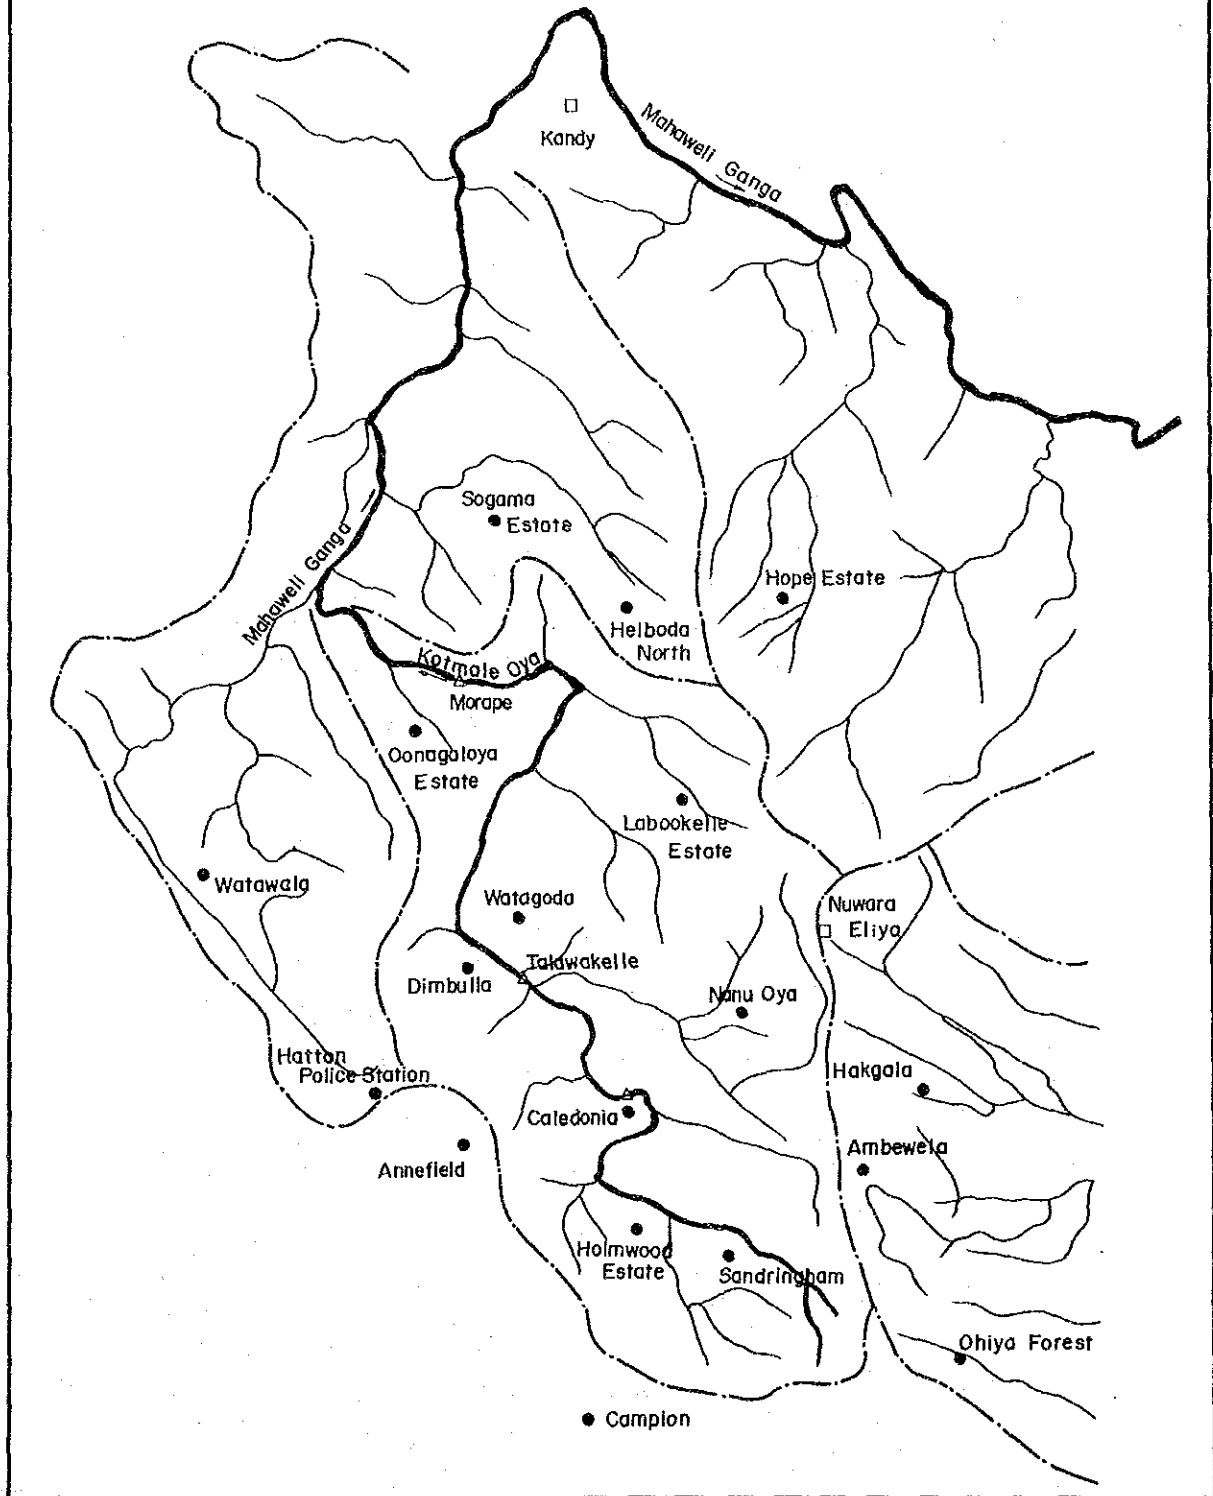 Kandy
Mahaweli Ganga
Sogama
Estate
Mahaweli Ganga
Hope Estate
Helboda
North
Kotmale Oya
Morape
Oonagaloya
Estate
Labookelle
Estate
Watawala
Watagoda
Nuwara
Eliya
Talawakelle
Dimbulla
Nanu Oya
Hatton
Police Station
Hakgala
Caledonia
Annefield
Ambewela
Holmwood
Estate
Sandringham
Ohiya Forest
Campion